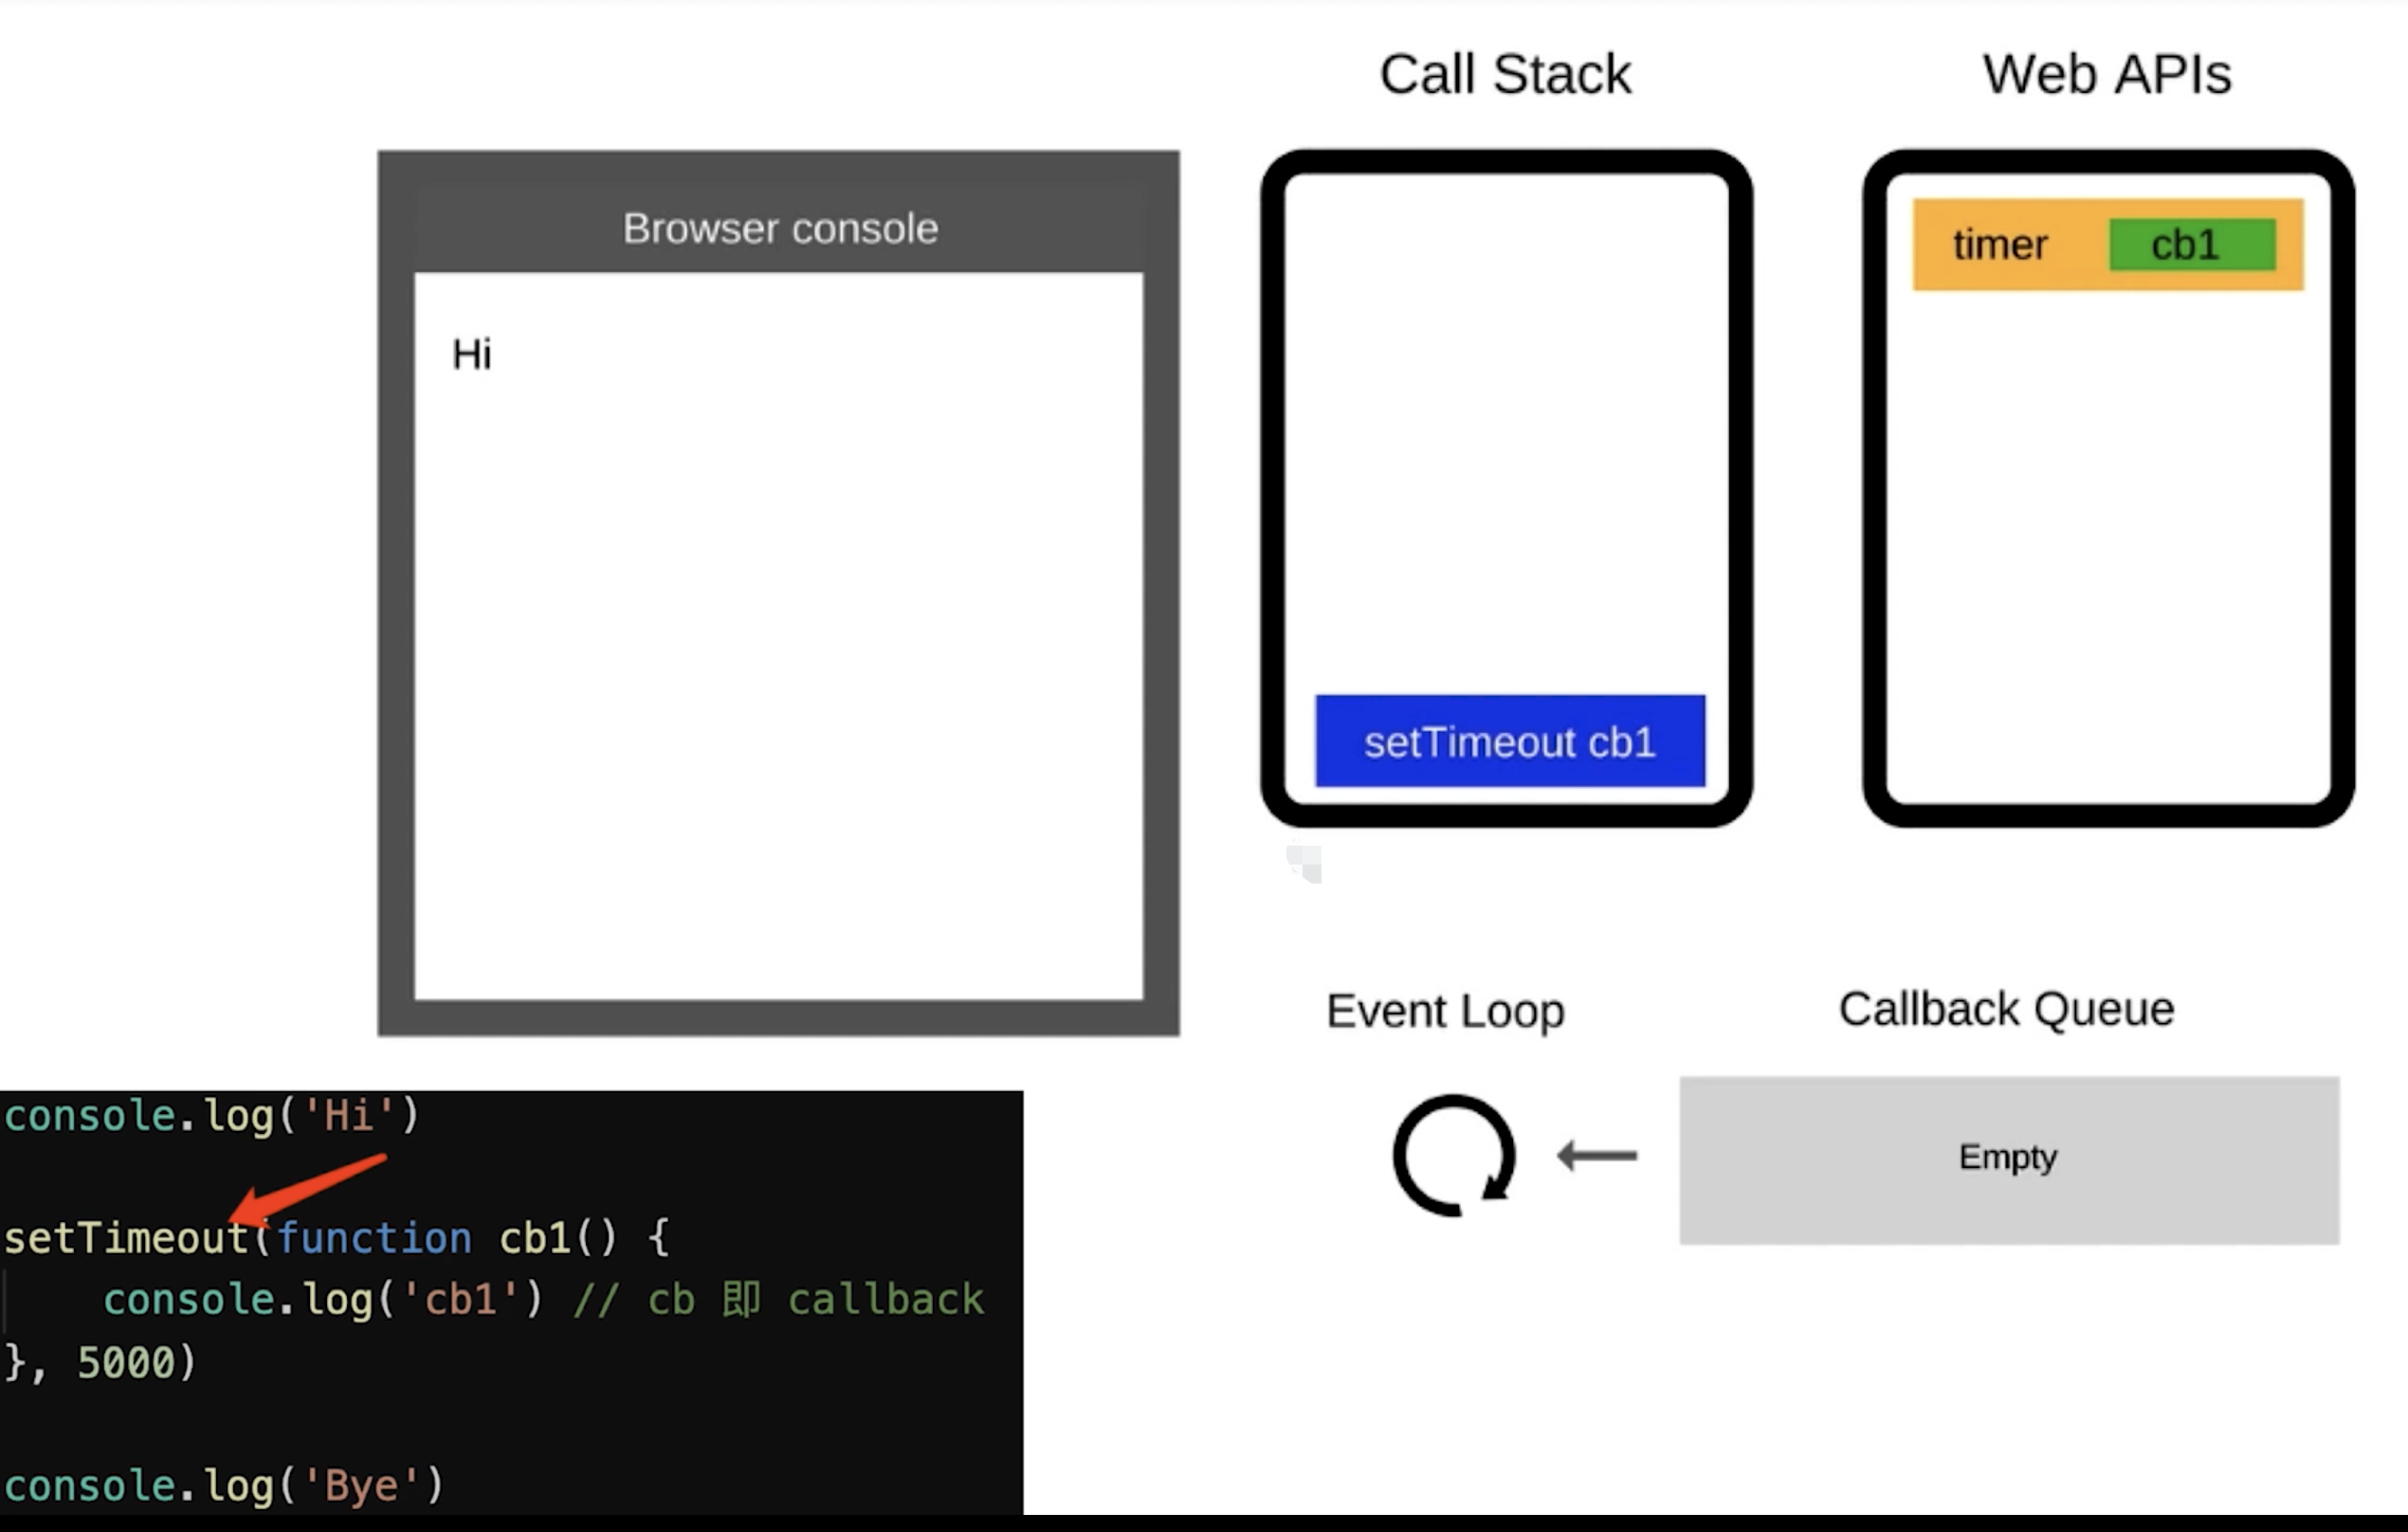 Call Stack
Web APIs
Browser console
timer cb1
Hi
setTimeout cb1
Event Loop
Callback Queue
Empty
console.log('Hi')
setTimeout(function cb1() {
console.log('cb1') // cb 即 callback
}, 5000)
console.log('Bye')